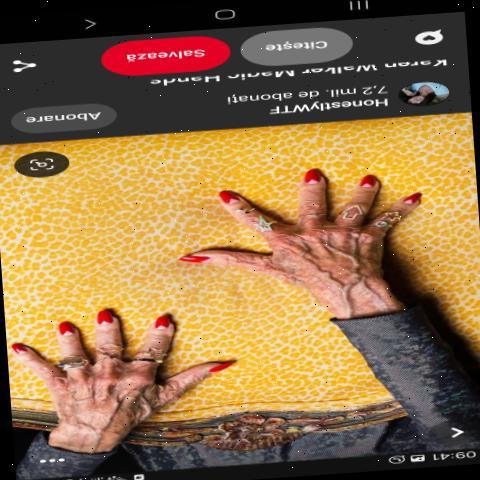 09:41
HonestlyWTF
7,2 mil. de abonați
Abonare
Karen Walker Magic Hands
Citește
Salvează